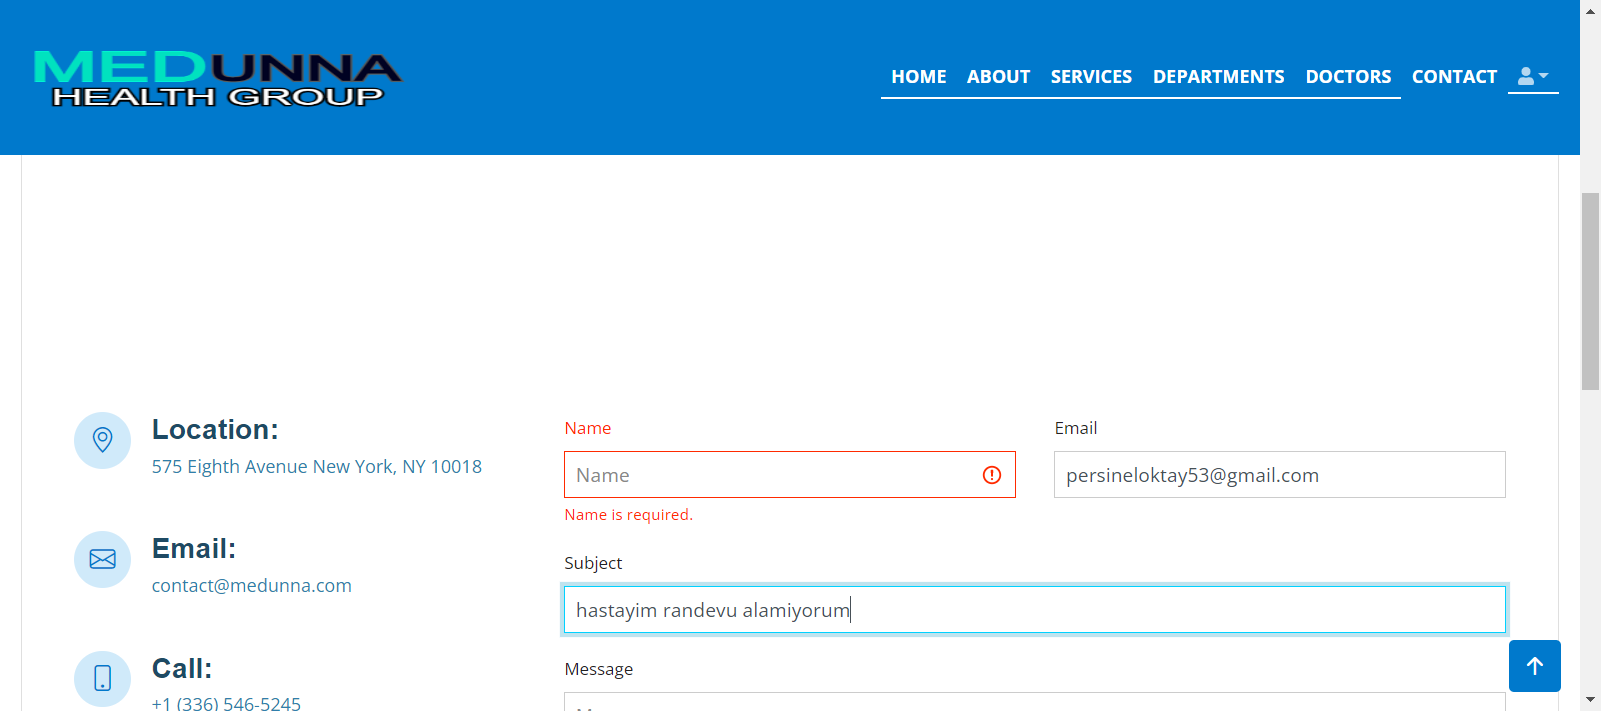 MEDUNNA
HEALTH GROUP
HOME ABOUT SERVICES DEPARTMENTS DOCTORS CONTACT
Location:
575 Eighth Avenue New York, NY 10018
Email:
contact@medunna.com
Call:
+1 (336) 546-5245
Name
Name
Name is required.
Email
persineloktay53@gmail.com
Subject
hastayim randevu alamiyorum
Message